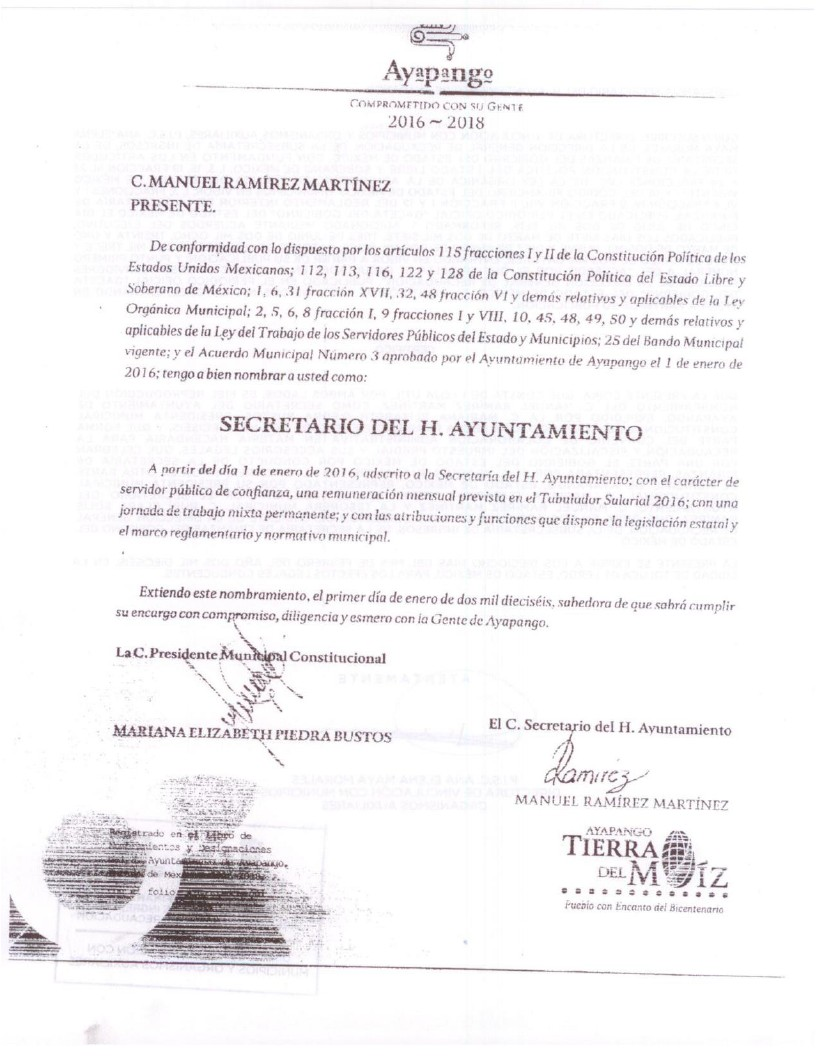 Ayapango
COMPROMETIDO CON SU GENTE
2016 ~ 2018
C. MANUEL RAMÍREZ MARTÍNEZ
PRESENTE.
De conformidad con lo dispuesto por los artículos 115 fracciones I y II de la Constitución Política de los
Estados Unidos Mexicanos; 112, 113, 116, 122 y 128 de la Constitución Política del Estado Libre y
Soberano de México; 1, 6, 31 fracción XVII, 32, 48 fracción VI y demás relativos y aplicables de la Ley
Orgánica Municipal; 2, 5, 6, 8 fracción I, 9 fracciones I y VIII, 10, 45, 48, 49, 50 y demás relativos y
aplicables de la Ley del Trabajo de los Servidores Públicos del Estado y Municipios; 25 del Bando Municipal
vigente; y el Acuerdo Municipal Número 3 aprobado por el Ayuntamiento de Ayapango el 1 de enero de
2016; tengo a bien nombrar a usted como:
SECRETARIO DEL H. AYUNTAMIENTO
A partir del día 1 de enero de 2016, adscrito a la Secretaría del H. Ayuntamiento; con el carácter de
servidor público de confianza, una remuneración mensual prevista en el Tabulador Salarial 2016; con una
jornada de trabajo mixta permanente; y con las atribuciones y funciones que dispone la legislación estatal y
el marco reglamentario y normativo municipal.
Extiendo este nombramiento, el primer día de enero de dos mil dieciséis, sabedora de que sabrá cumplir
su encargo con compromiso, diligencia y esmero con la Gente de Ayapango.
La C. Presidente Municipal Constitucional
MARIANA ELIZABETH PIEDRA BUSTOS
El C. Secretario del H. Ayuntamiento
Ramírez
MANUEL RAMÍREZ MARTÍNEZ
Registrado en el Libro de
Nombramientos y Designaciones
Ayuntamiento de Ayapango,
de México
folio
AYAPANGO
TIERRA
DEL MAÍZ
Pueblo con Encanto del Bicentenario